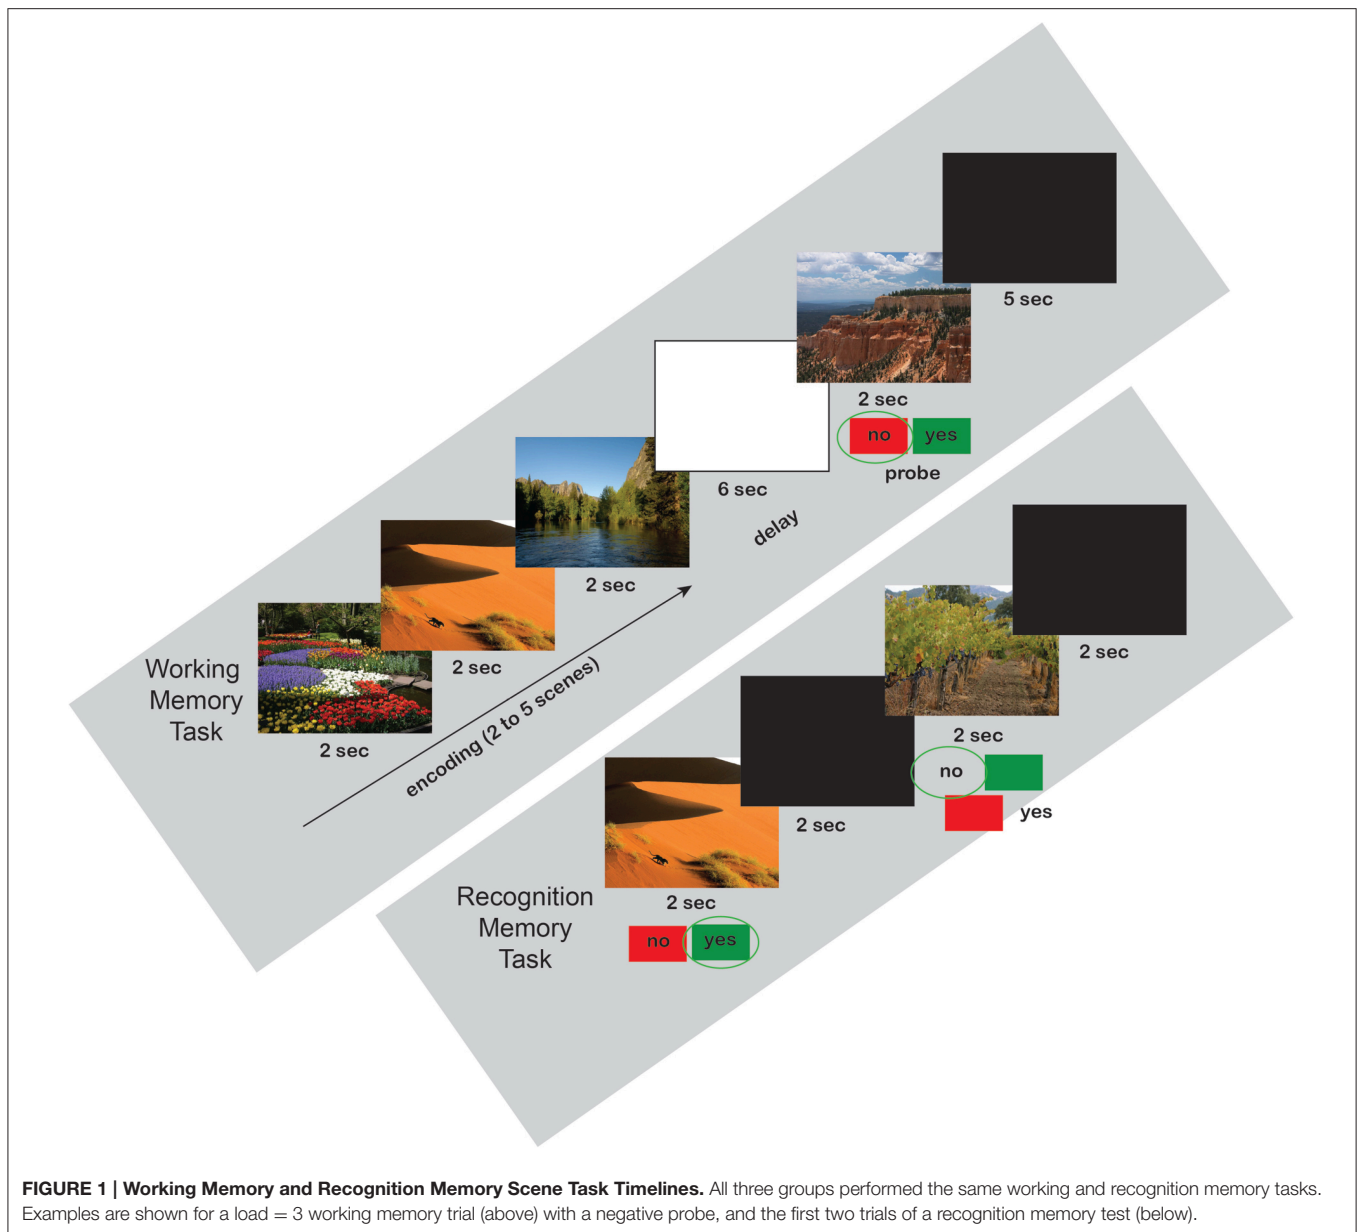 5 sec
2 sec
no yes
probe
6 sec
delay
2 sec
2 sec
Working
Memory
Task
2 sec
encoding (2 to 5 scenes)
2 sec
2 sec
no
yes
2 sec
Recognition
Memory
Task
2 sec
no yes
FIGURE 1 | Working Memory and Recognition Memory Scene Task Timelines. All three groups performed the same working and recognition memory tasks.
Examples are shown for a load = 3 working memory trial (above) with a negative probe, and the first two trials of a recognition memory test (below).